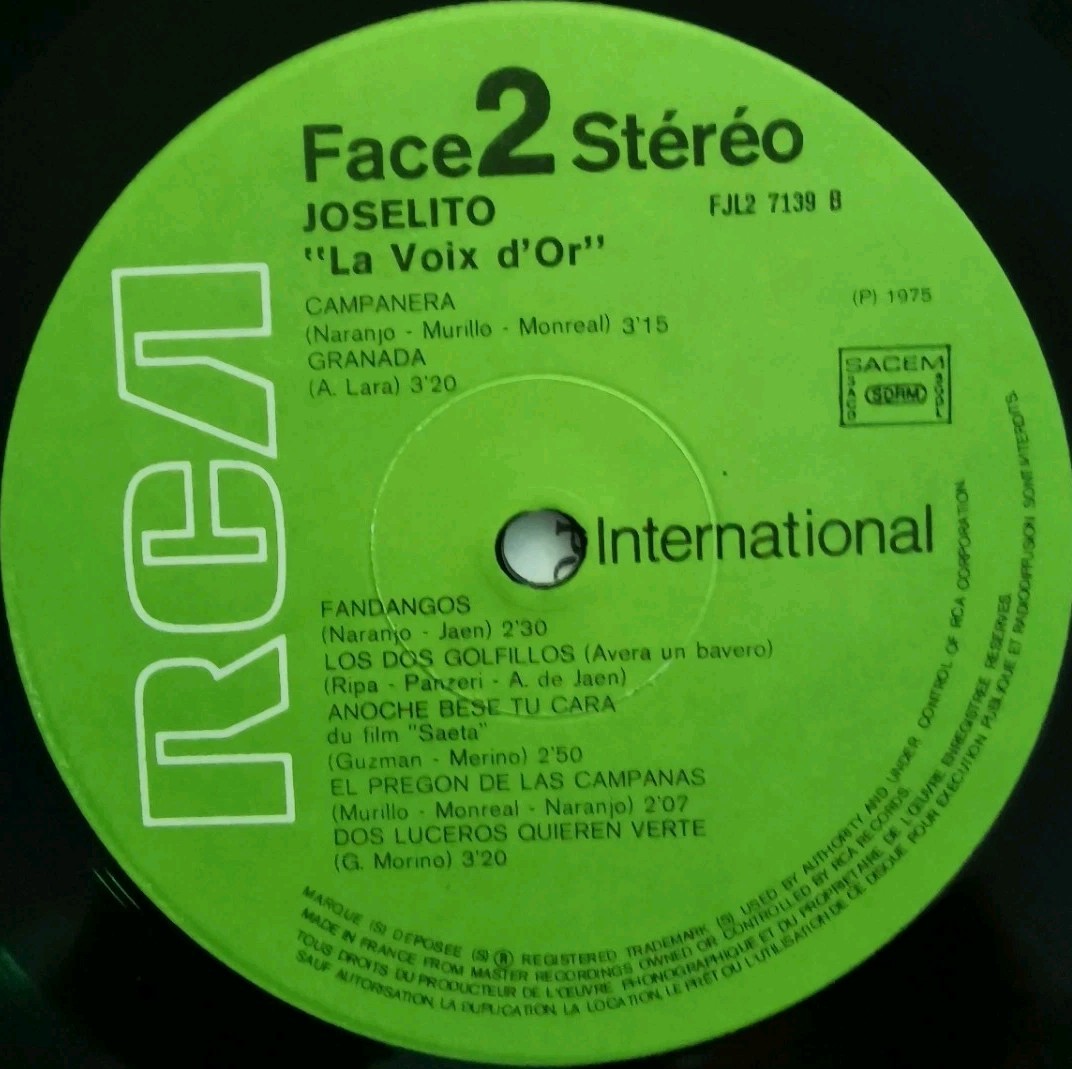 Face 2 Stéréo
JOSELITO
FJL2 7139 B
"La Voix d'Or"
CAMPANERA
(P) 1975
(Naranjo - Murillo - Monreal) 3'15
GRANADA
(A. Lara) 3'20
SACEM
SACD
SDRM
SGDL
RCA
International
FANDANGOS
(Naranjo - Jaen) 2'30
LOS DOS GOLFILLOS (Avera un bavero)
(Ripa - Panzeri - A. de Jaen)
ANOCHE BESE TU CARA
du film "Saeta"
(Guzman - Merino) 2'50
EL PREGON DE LAS CAMPANAS
(Murillo - Monreal - Naranjo) 2'07
DOS LUCEROS QUIEREN VERTE
(G. Morino) 3'20
MARQUE (S) DEPOSEE (S) ® REGISTERED TRADEMARK (S) USED BY AUTHORITY AND UNDER CONTROL OF RCA CORPORATION
MADE IN FRANCE FROM MASTER RECORDINGS OWNED OR CONTROLLED BY RCA RECORDS
TOUS DROITS DU PRODUCTEUR DE L'ŒUVRE PHONOGRAPHIQUE ET DU PROPRIETAIRE DE L'ŒUVRE ENREGISTREE RESERVES.
SAUF AUTORISATION, LA DUPLICATION, LA LOCATION, LE PRÊT OU L'UTILISATION DE CE DISQUE POUR EXECUTION PUBLIQUE ET RADIODIFFUSION SONT INTERDITS.